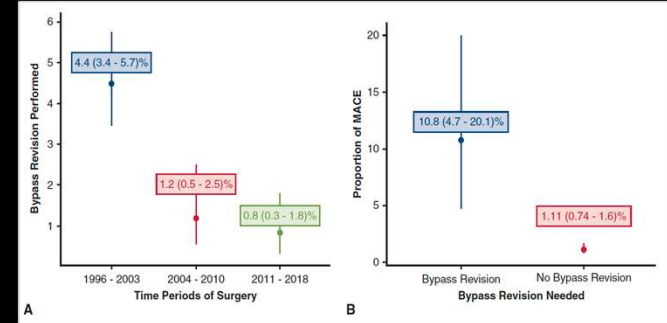 Bypass Revision Performed
6
5
4
3
2
1
4.4 (3.4 - 5.7)%
1.2 (0.5 - 2.5)%
0.8 (0.3 - 1.8)%
1996 - 2003 2004 - 2010 2011 - 2018
Time Periods of Surgery
A
Proportion of MACE
20
15
10
5
0
10.8 (4.7 - 20.1)%
1.11 (0.74 - 1.6)%
Bypass Revision No Bypass Revision
Bypass Revision Needed
B